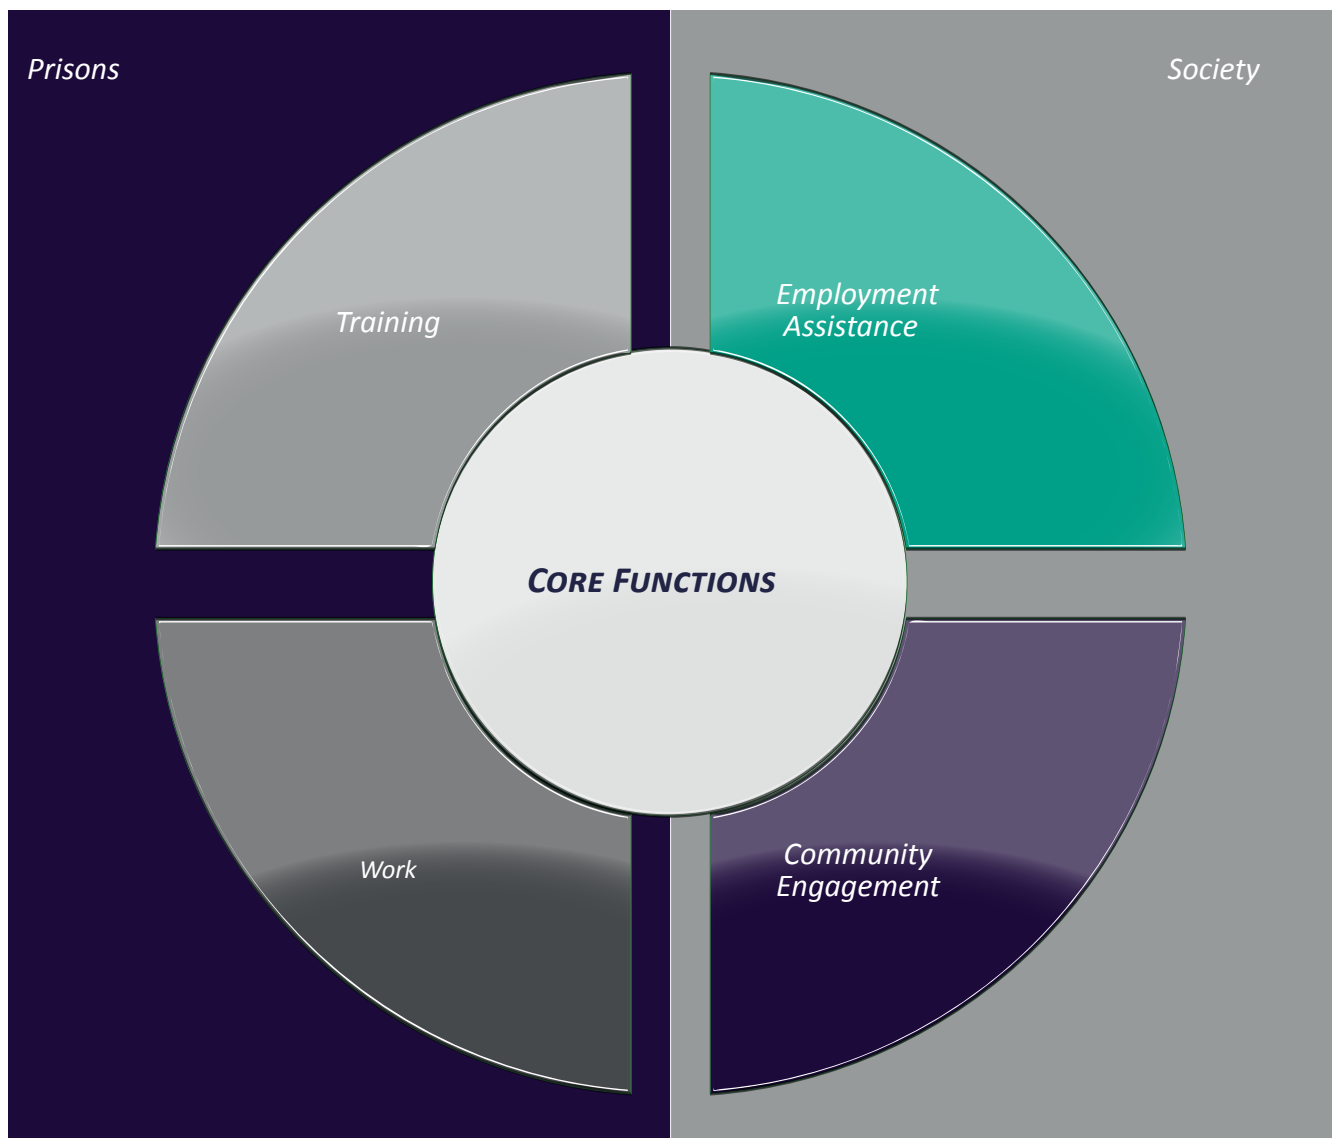 Prisons
Society
Training
Employment
Assistance
CORE FUNCTIONS
Work
Community
Engagement